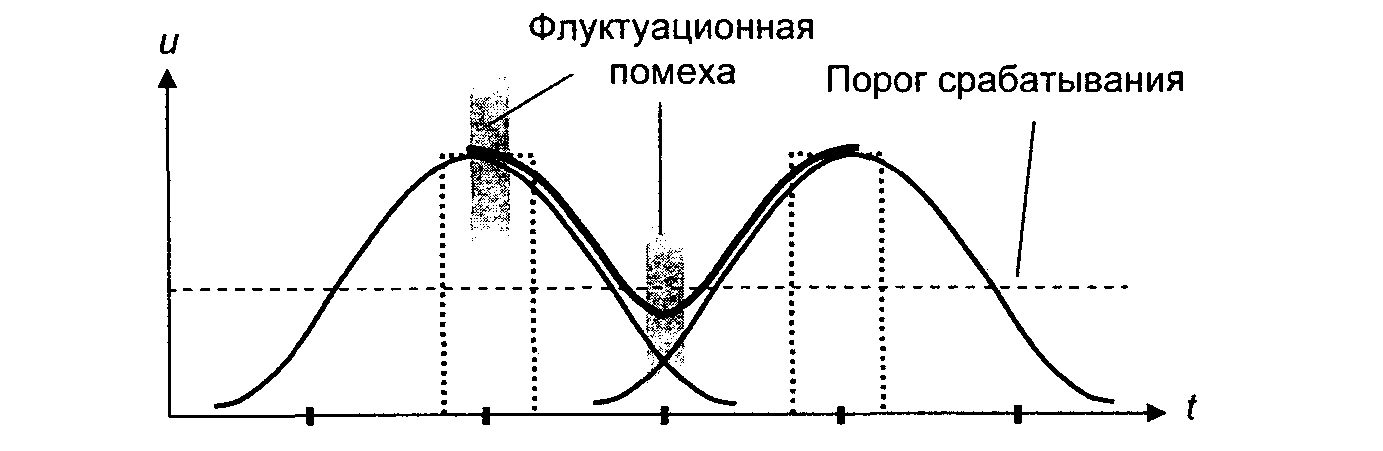 u
Флуктуационная
помеха
Порог срабатывания
t